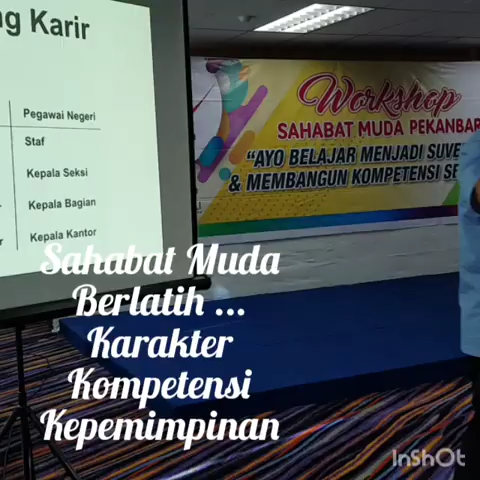 ng Karir
Pegawai Negeri
Staf
Kepala Seksi
Kepala Bagian
Kepala Kantor
Workshop
SAHABAT MUDA PEKANBAR
"AYO BELAJAR MENJADI SUVE
& MEMBANGUN KOMPETENSI SE
Sahabat Muda
Berlatih ...
Karakter
Kompetensi
Kepemimpinan
InShOt